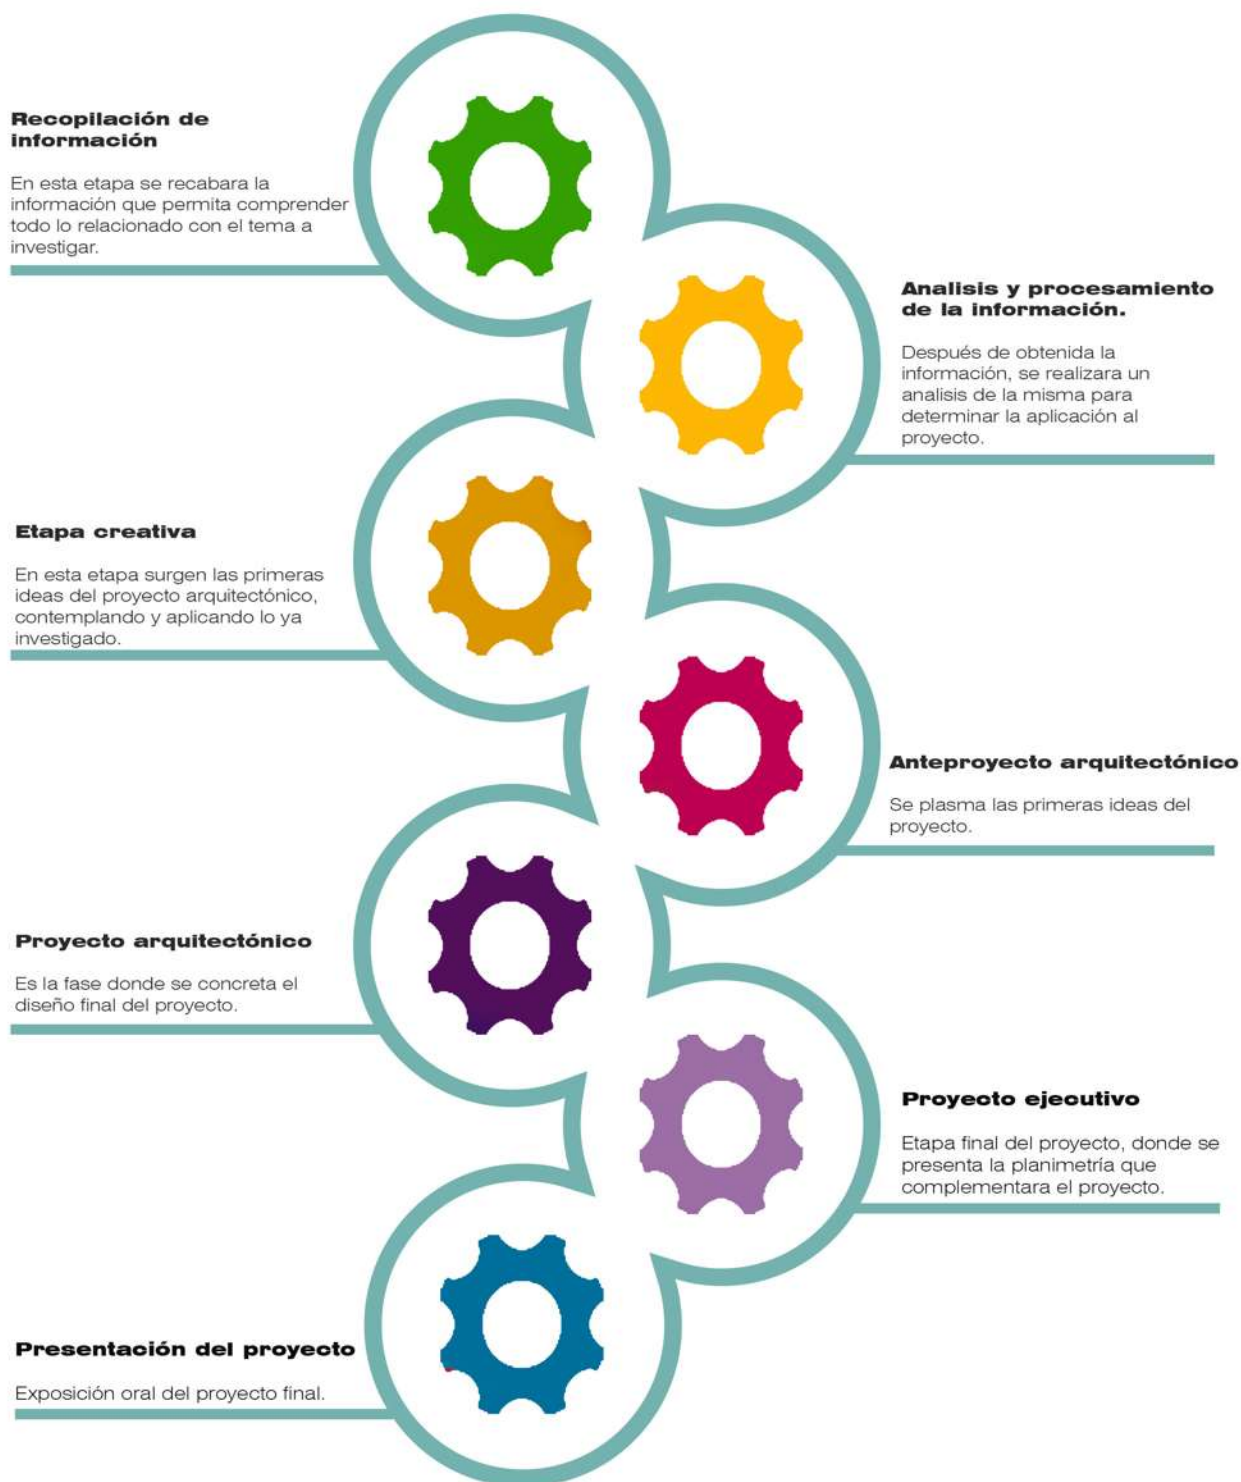 Recopilación de
información
En esta etapa se recabara la
información que permita comprender
todo lo relacionado con el tema a
investigar.
Analisis y procesamiento
de la información.
Después de obtenida la
información, se realizara un
analisis de la misma para
determinar la aplicación al
proyecto.
Etapa creativa
En esta etapa surgen las primeras
ideas del proyecto arquitectónico,
contemplando y aplicando lo ya
investigado.
Anteproyecto arquitectónico
Se plasma las primeras ideas del
proyecto.
Proyecto arquitectónico
Es la fase donde se concreta el
diseño final del proyecto.
Proyecto ejecutivo
Etapa final del proyecto, donde se
presenta la planimetría que
complementara el proyecto.
Presentación del proyecto
Exposición oral del proyecto final.